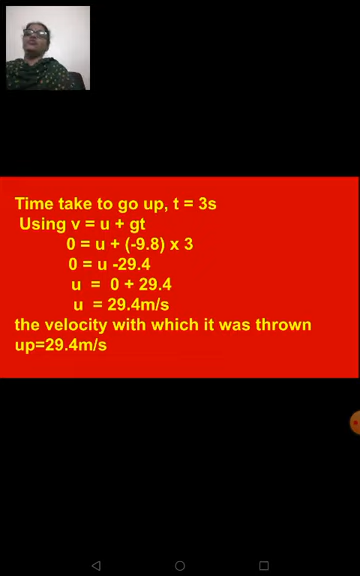 Time take to go up, t = 3s
Using v = u + gt
0 = u + (-9.8) x 3
0 = u -29.4
u = 0 + 29.4
u = 29.4m/s
the velocity with which it was thrown
up=29.4m/s